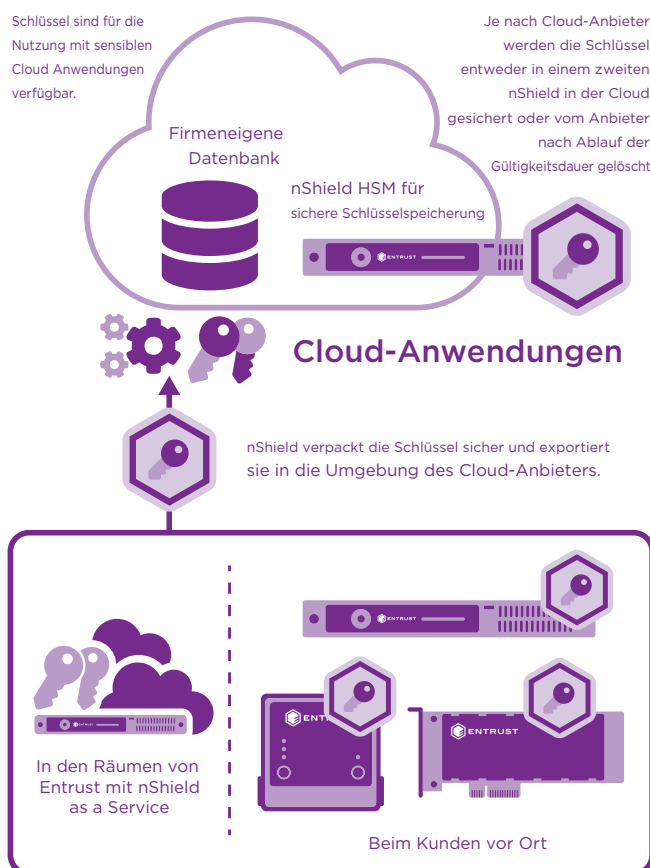 Schlüssel sind für die
Nutzung mit sensiblen
Cloud Anwendungen
verfügbar.
Je nach Cloud-Anbieter
werden die Schlüssel
entweder in einem zweiten
nShield in der Cloud
gesichert oder vom Anbieter
nach Ablauf der
Gültigkeitsdauer gelöscht
Firmeneigene
Datenbank
nShield HSM für
sichere Schlüsselspeicherung
ENTRUST
Cloud-Anwendungen
nShield verpackt die Schlüssel sicher und exportiert
sie in die Umgebung des Cloud-Anbieters.
ENTRUST
ENTRUST
In den Räumen von
Entrust mit nShield
as a Service
ENTR
ENTRUST
Beim Kunden vor Ort